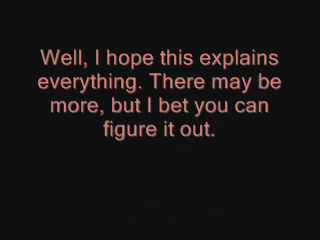 Well, I hope this explains
everything. There may be
more, but I bet you can
figure it out.